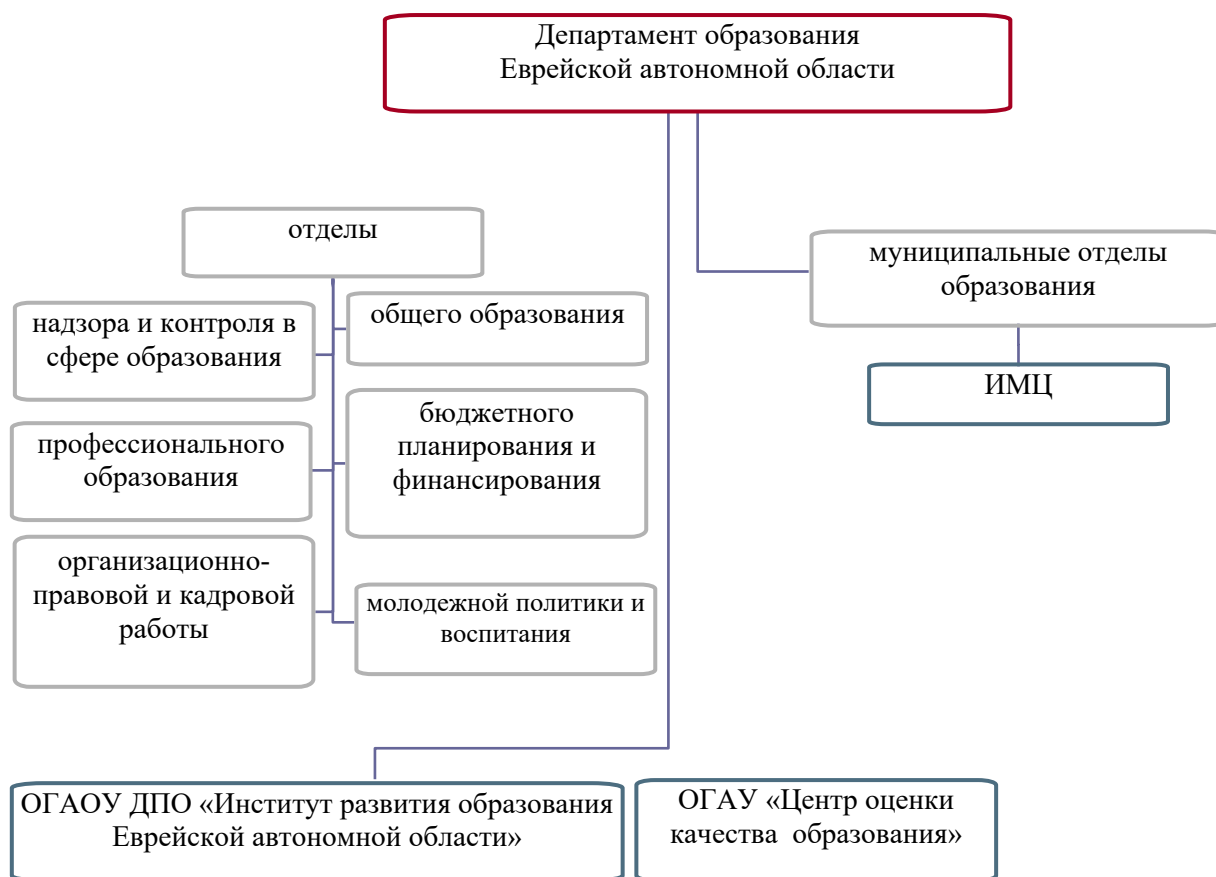 Департамент образования
Еврейской автономной области
отделы
муниципальные отделы
образования
надзора и контроля в
сфере образования
общего образования
ИМЦ
профессионального
образования
бюджетного
планирования и
финансирования
организационно-
правовой и кадровой
работы
молодежной политики и
воспитания
ОГАОУ ДПО «Институт развития образования
Еврейской автономной области»
ОГАУ «Центр оценки
качества образования»